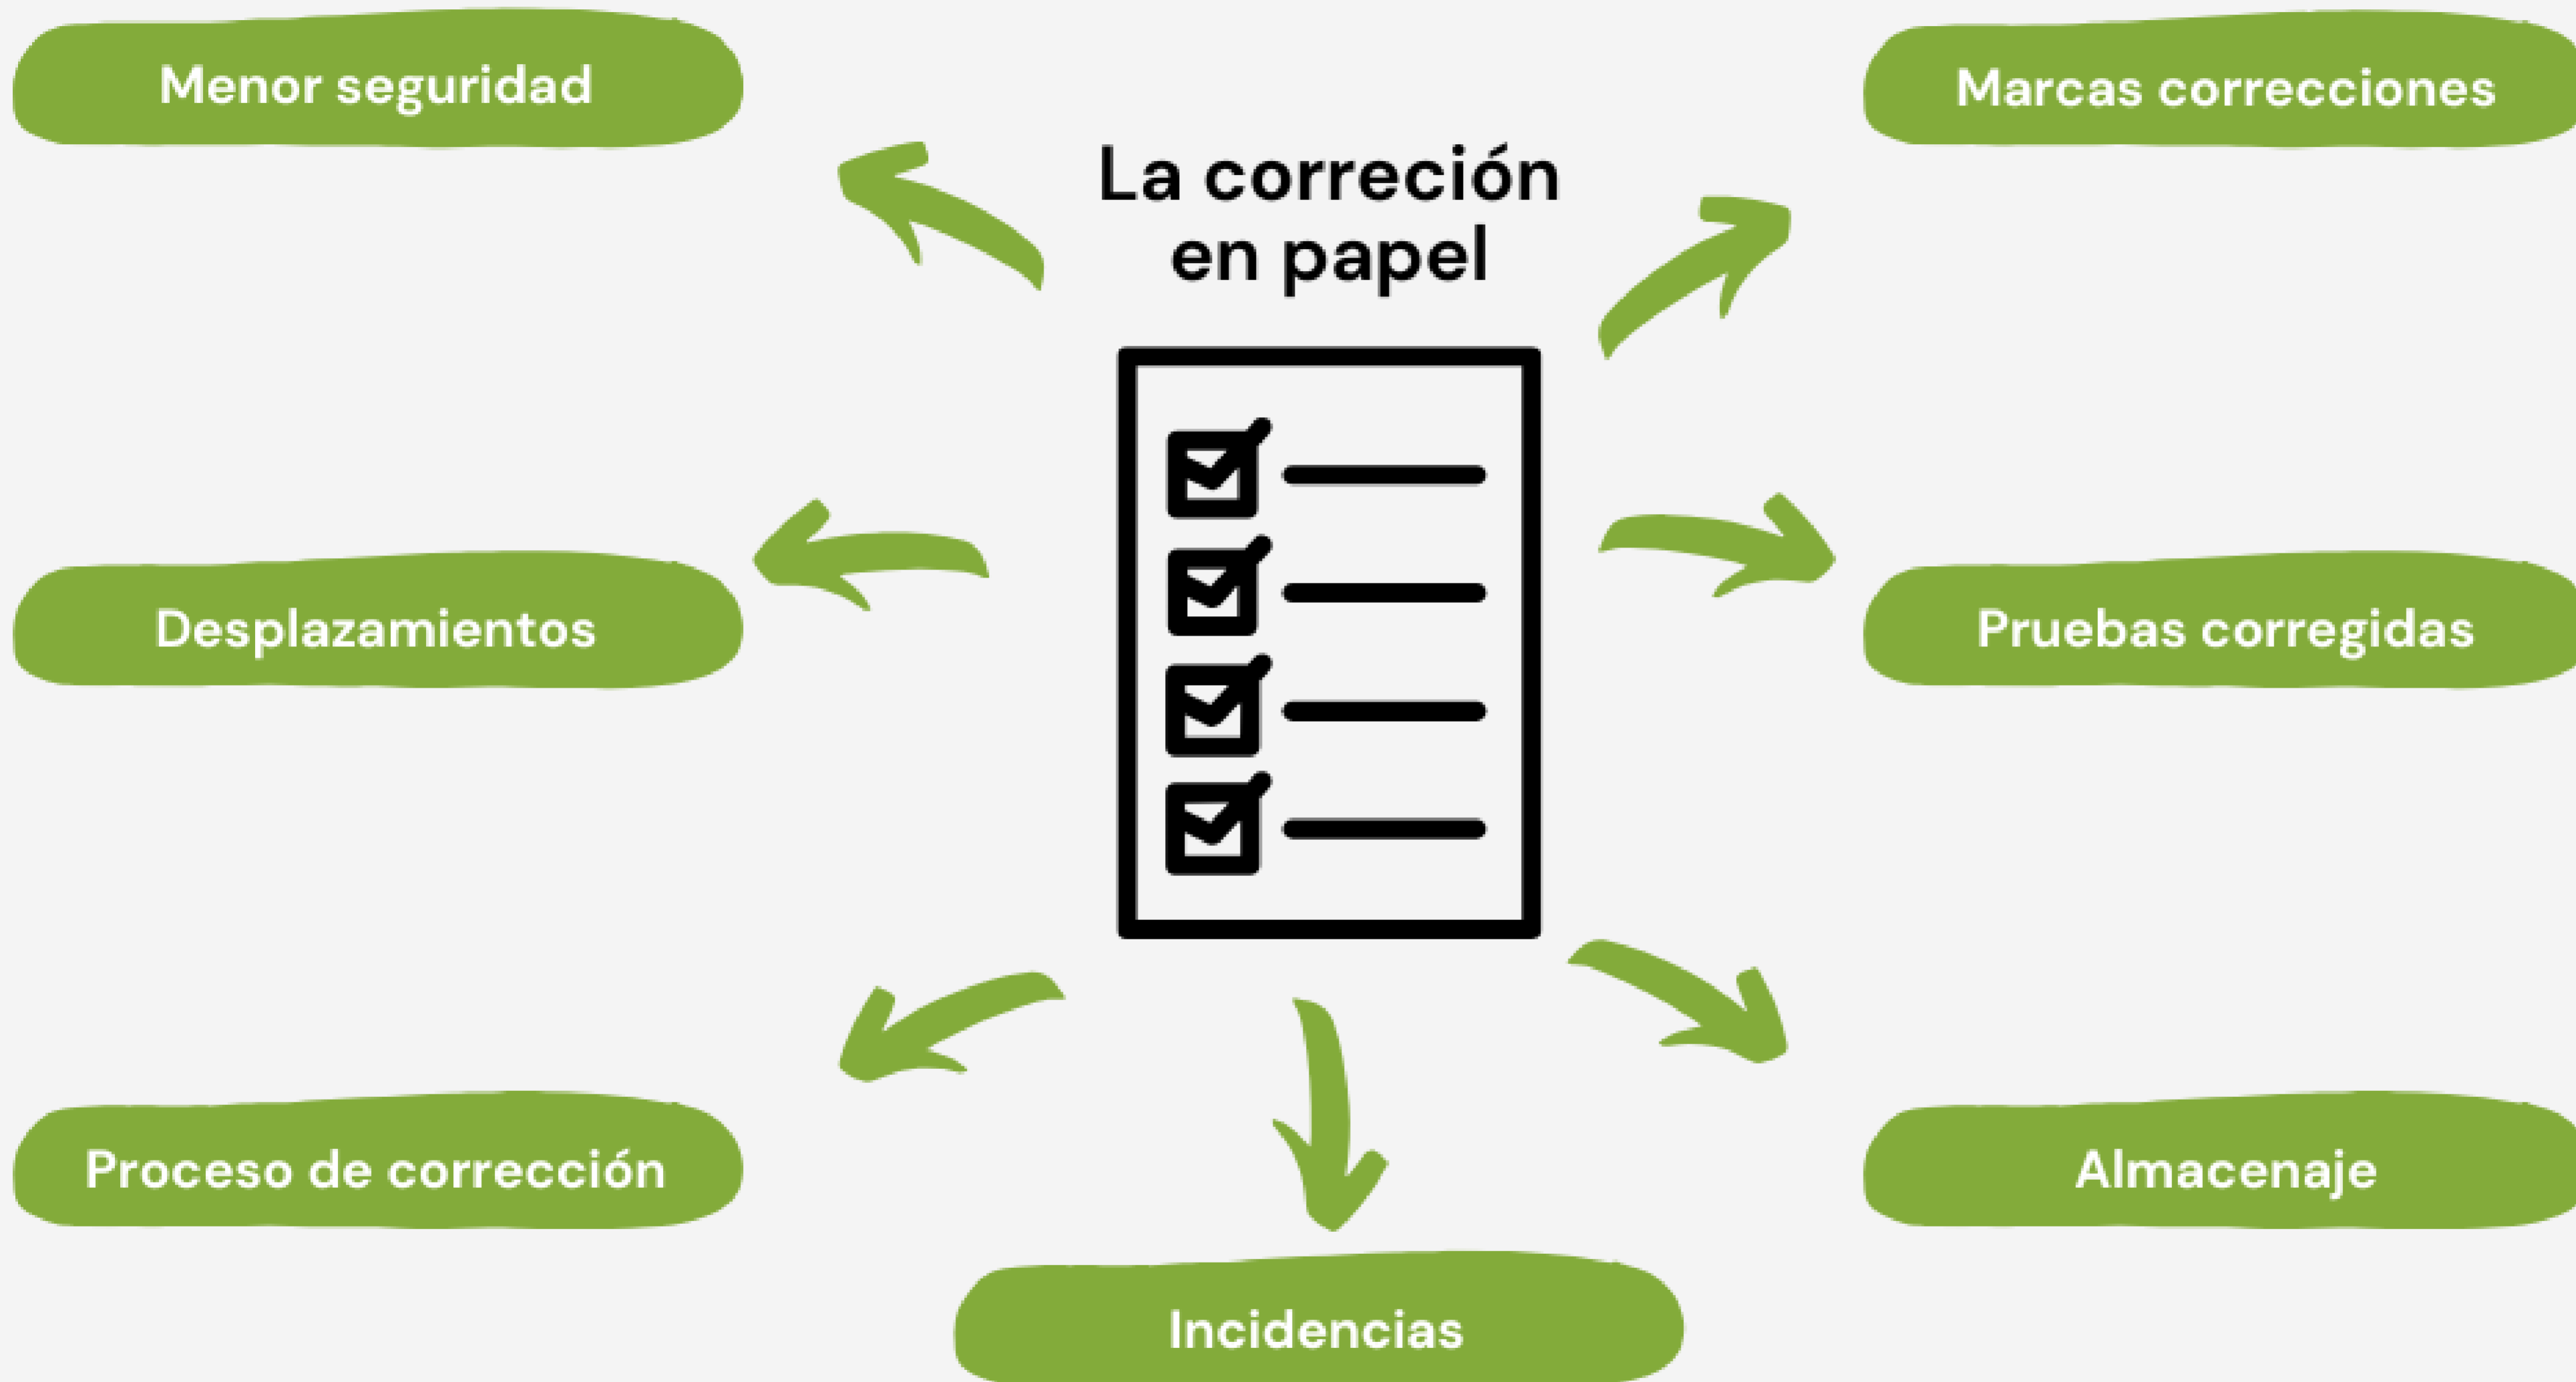 Menor seguridad
Marcas correcciones
La correción
en papel
Desplazamientos
Pruebas corregidas
Proceso de corrección
Almacenaje
Incidencias